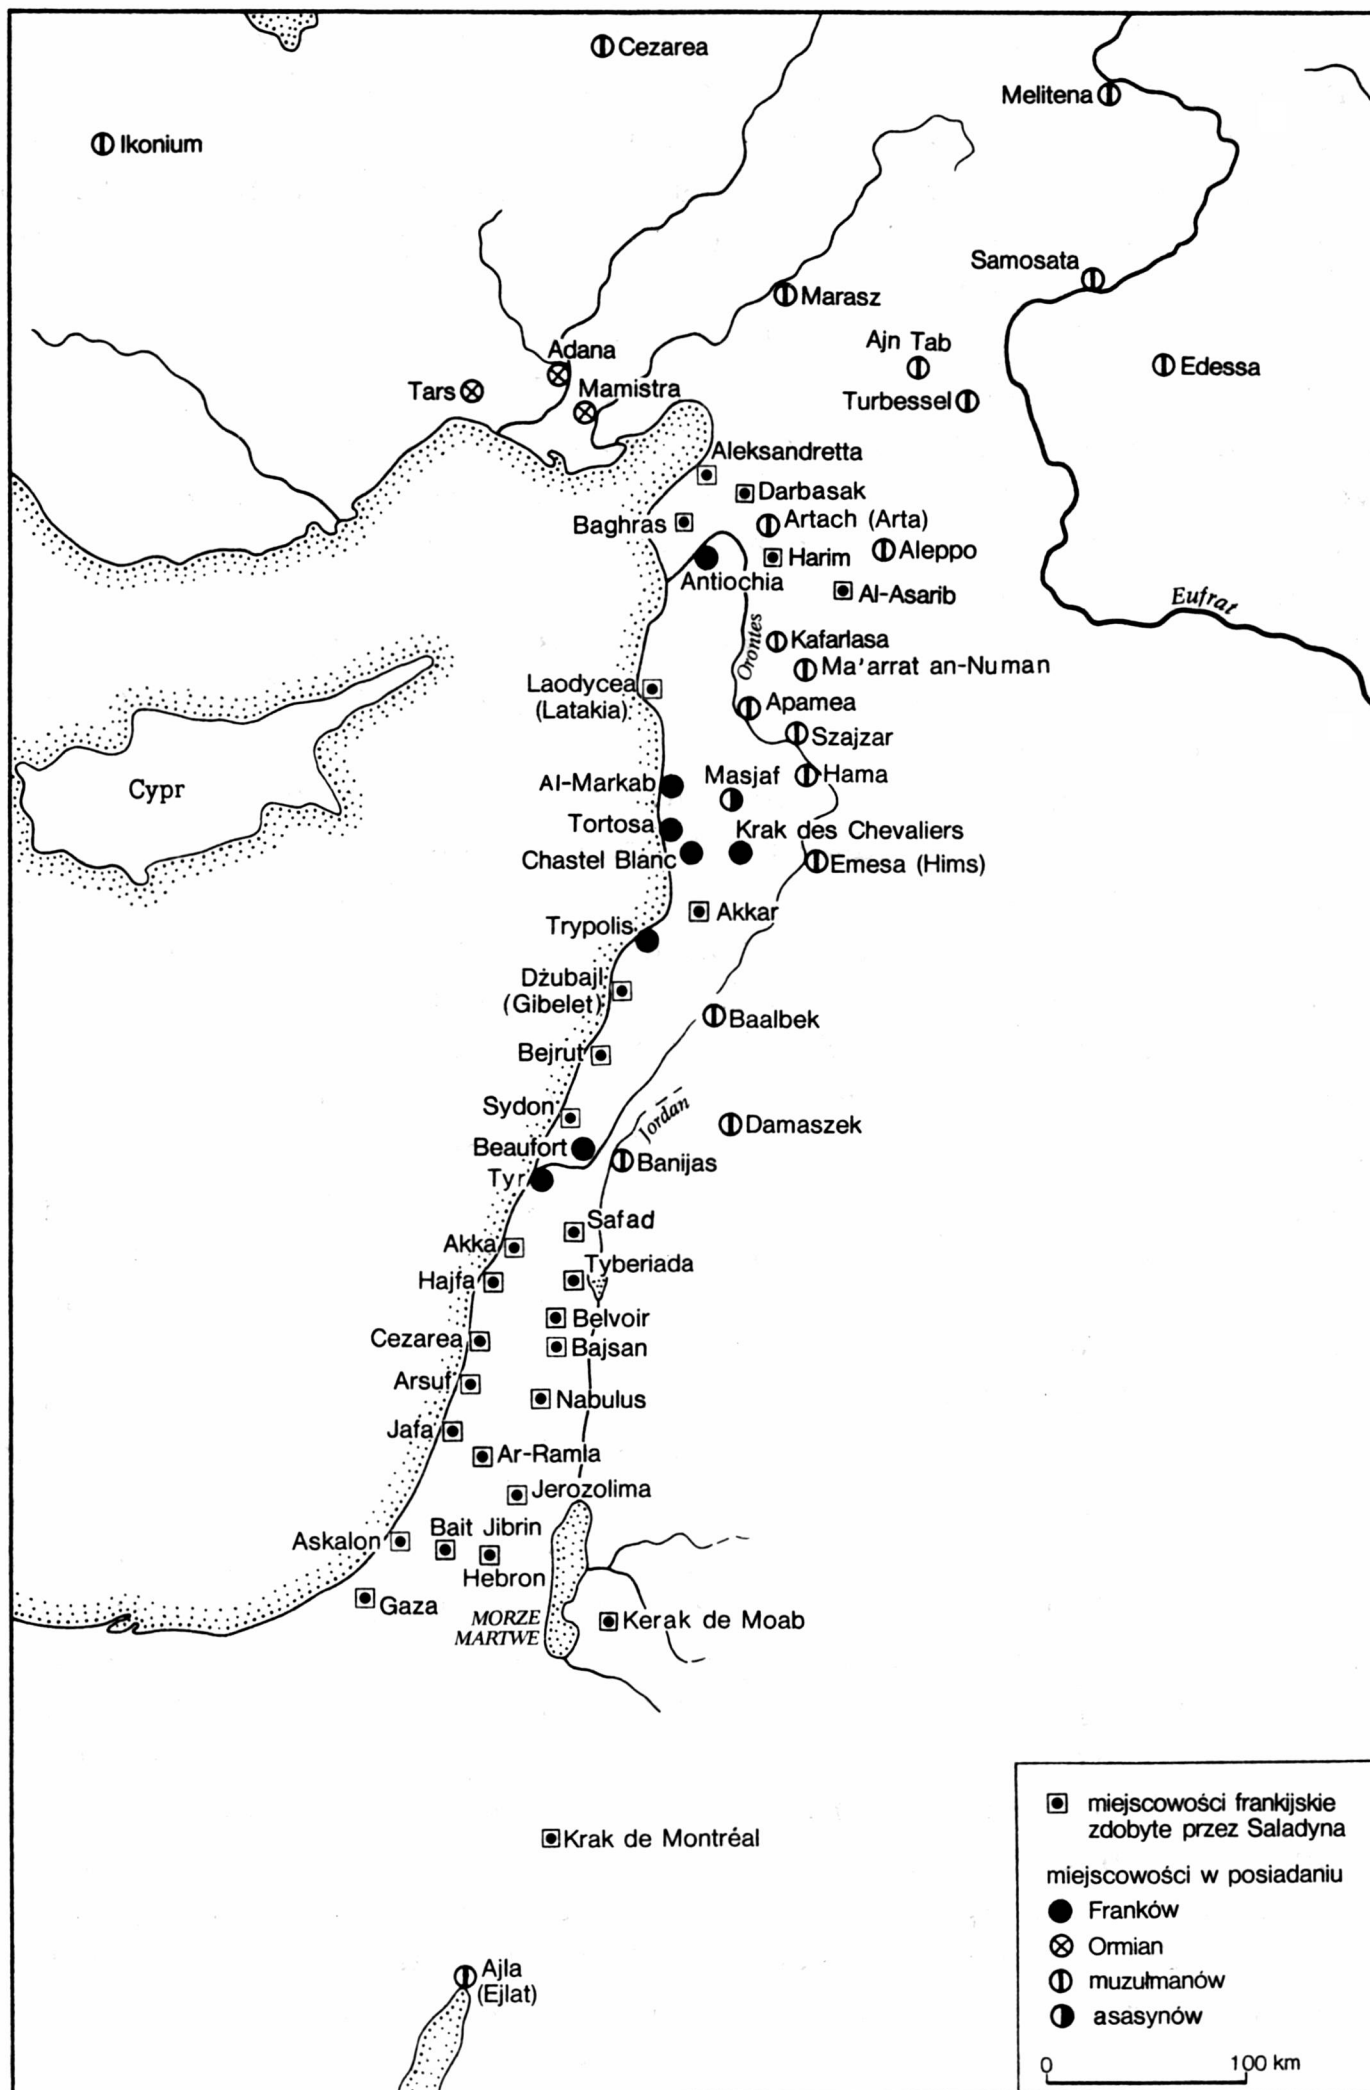 Cezarea
Melitena
Ikonium
Samosata
Marasz
Ajn Tab
Adana
Edessa
Tars
Mamistra
Turbessel
Aleksandretta
Darbasak
Baghras
Artach (Arta)
Aleppo
Harim
Antiochia
Al-Asarib
Eufrat
Orontes
Kafarlasa
Ma'arrat an-Numan
Laodycea
(Latakia)
Apamea
Szajzar
Masjaf
Hama
Al-Markab
Cypr
Tortosa
Krak des Chevaliers
Chastel Blanc
Emesa (Hims)
Akkar
Trypolis
Dżubajl
(Gibelet)
Baalbek
Bejrut
Sydon
Jordan
Damaszek
Beaufort
Banijas
Tyr
Safad
Akka
Tyberiada
Hajfa
Belvoir
Cezarea
Bajsan
Arsuf
Nabulus
Jafa
Ar-Ramla
Jerozolima
Askalon
Bait Jibrin
Hebron
Gaza
MORZE
MARTWE
Kerak de Moab
Krak de Montréal
Ajla
(Ejlat)
miejscowości frankijskie
zdobyte przez Saladyna
miejscowości w posiadaniu
Franków
Ormian
muzułmanów
asasynów
0 100 km